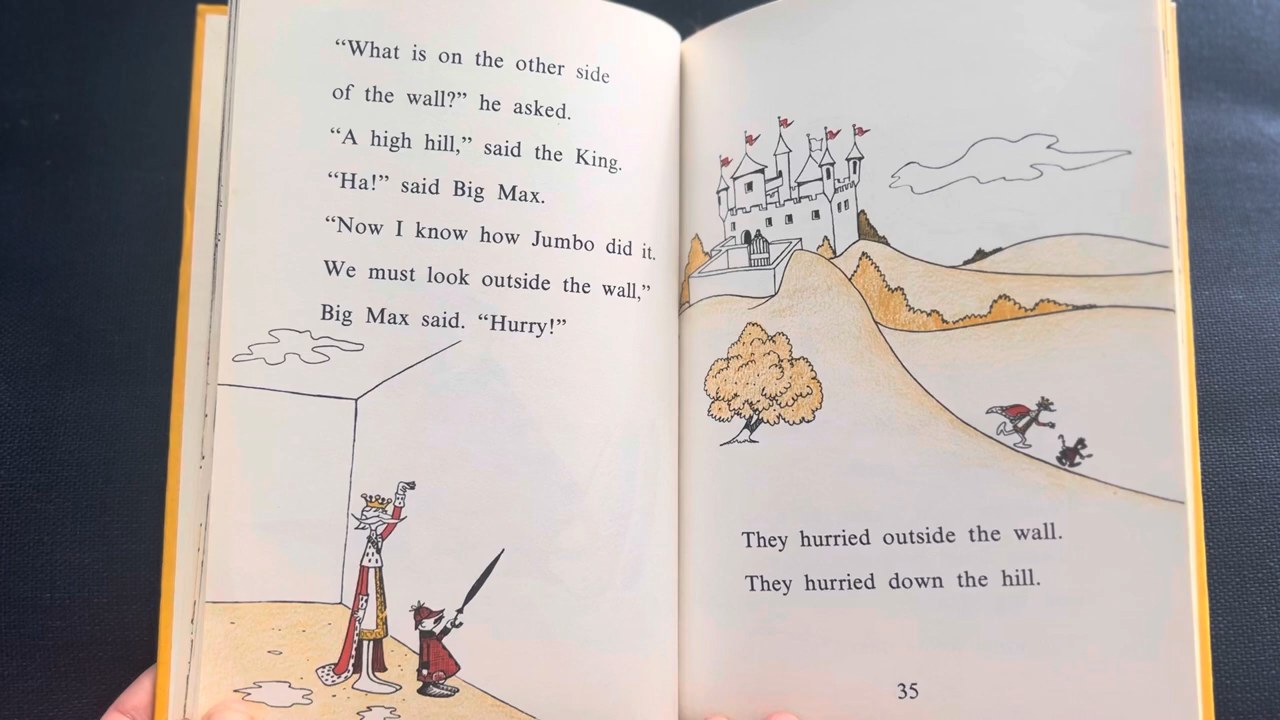 “What is on the other side
of the wall?” he asked.
“A high hill,” said the King.
“Ha!” said Big Max.
“Now I know how Jumbo did it.
We must look outside the wall,”
Big Max said. “Hurry!”
They hurried outside the wall.
They hurried down the hill.
35